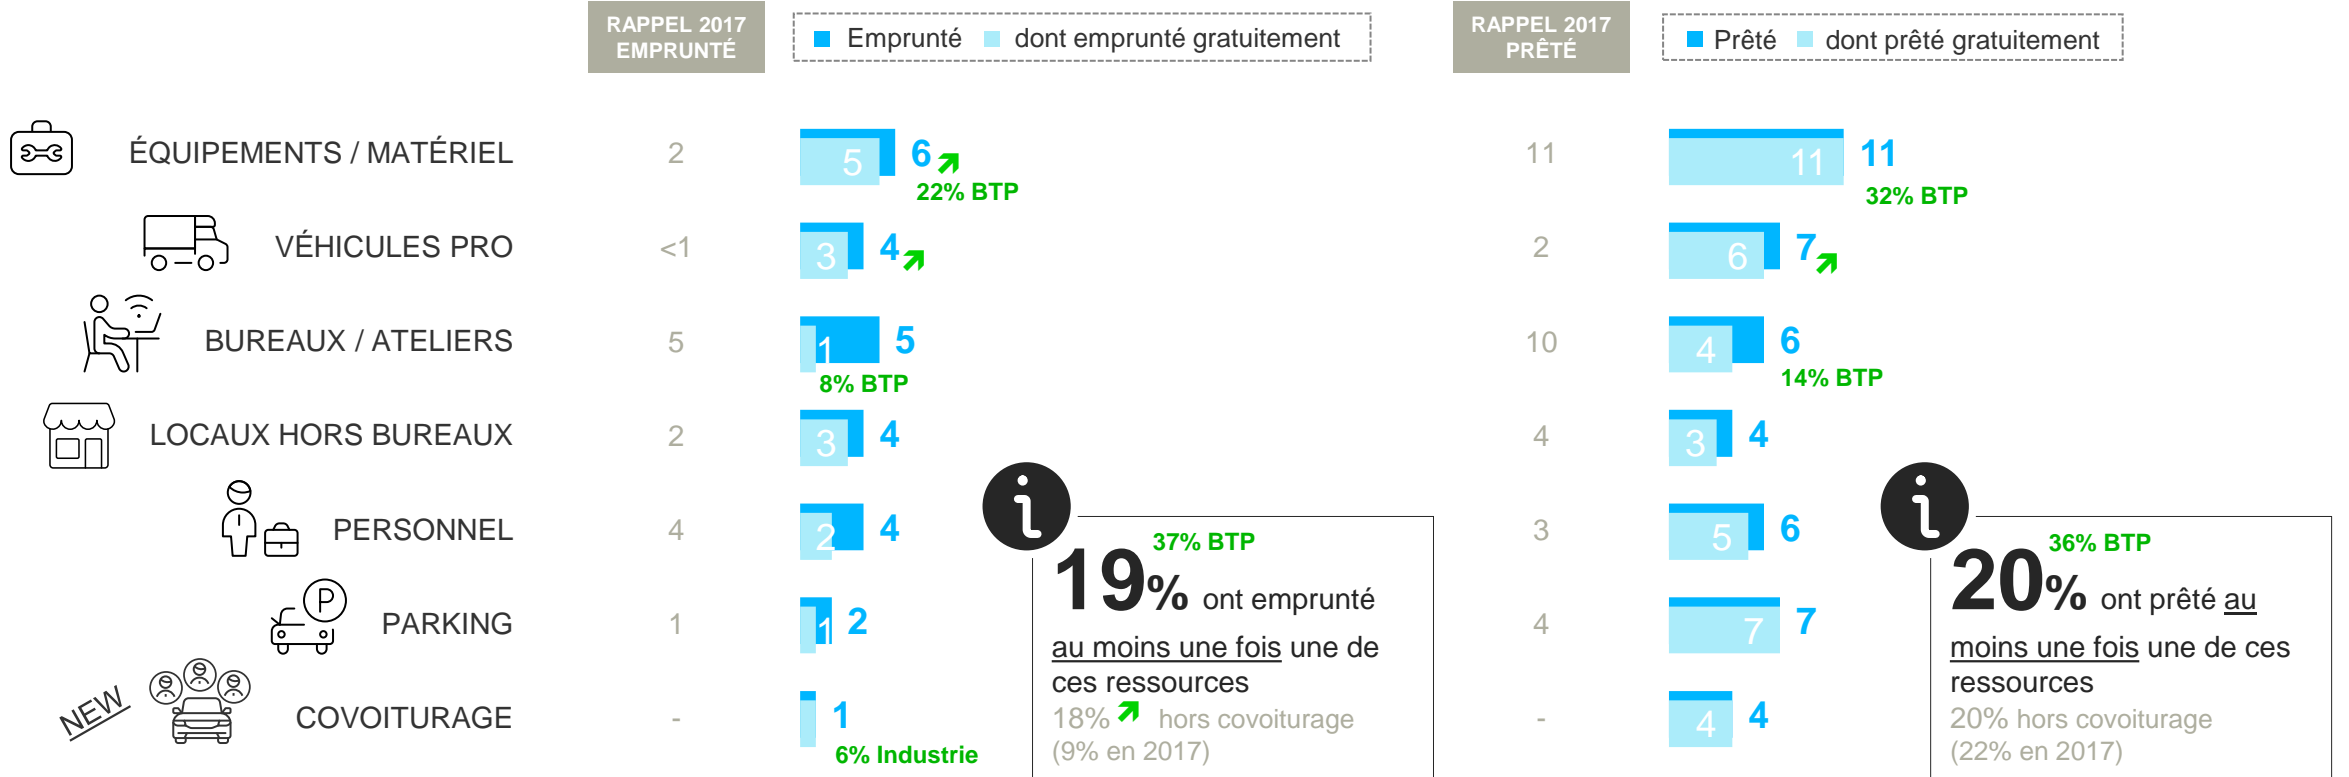 RAPPEL 2017
EMPRUNTÉ
Emprunté dont emprunté gratuitement
RAPPEL 2017
PRÊTÉ
Prêté dont prêté gratuitement
ÉQUIPEMENTS / MATÉRIEL 2 5 6 11 11 11
22% BTP 32% BTP
VÉHICULES PRO <1 3 4 2 6 7
BUREAUX / ATELIERS 5 1 5 10 4 6
8% BTP 14% BTP
LOCAUX HORS BUREAUX 2 3 4 4 3 4
PERSONNEL 4 2 4 3 5 6
P
PARKING 1 1 2 4 7 7
NEW COVOITURAGE - 1 - 4 4
6% Industrie
i
37% BTP
19% ont emprunté
au moins une fois une de
ces ressources
18% hors covoiturage
(9% en 2017)
i
36% BTP
20% ont prêté au
moins une fois une de ces
ressources
20% hors covoiturage
(22% en 2017)